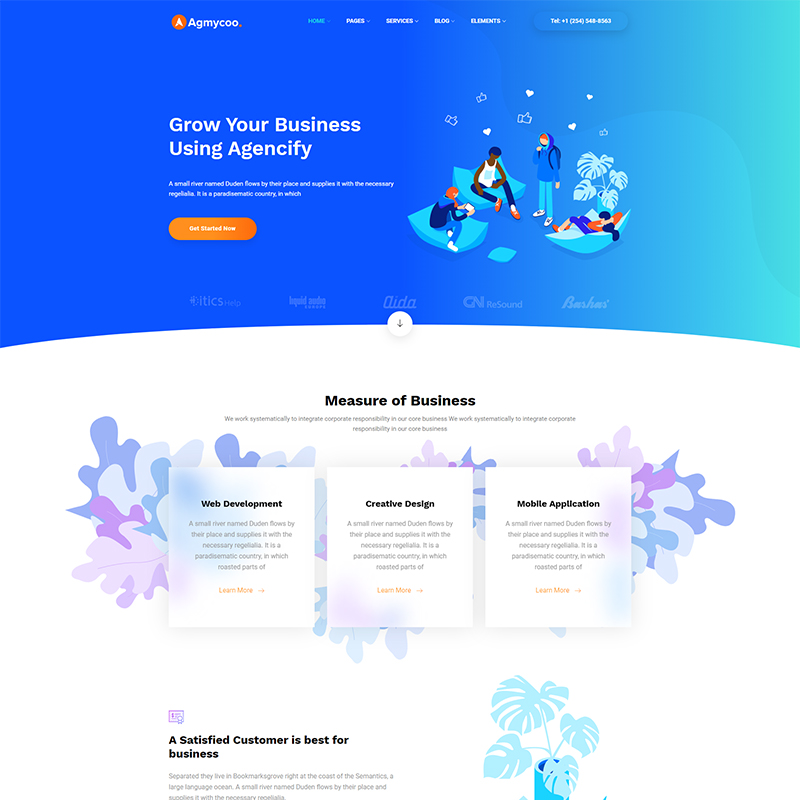 Agmycoo.
HOME PAGES SERVICES BLOG ELEMENTS
Tel: +1 (254) 548-8563
Grow Your Business
Using Agencify
A small river named Duden flows by their place and supplies it with the necessary
regelialia. It is a paradisematic country, in which
Get Started Now
itics Help
liquid audio
Oida
CN ReSound
Bashas'
Measure of Business
We work systematically to integrate corporate responsibility in our core business We work systematically to integrate corporate
responsibility in our core business
Web Development
A small river named Duden flows by
their place and supplies it with the
necessary regelialia. It is a
paradisematic country, in which
roasted parts of
Learn More
Creative Design
A small river named Duden flows by
their place and supplies it with the
necessary regelialia. It is a
paradisematic country, in which
roasted parts of
Learn More
Mobile Application
A small river named Duden flows by
their place and supplies it with the
necessary regelialia. It is a
paradisematic country, in which
roasted parts of
Learn More
A Satisfied Customer is best for
business
Separated they live in Bookmarksgrove right at the coast of the Semantics, a
large language ocean. A small river named Duden flows by their place and
supplies it with the necessary regelialia.